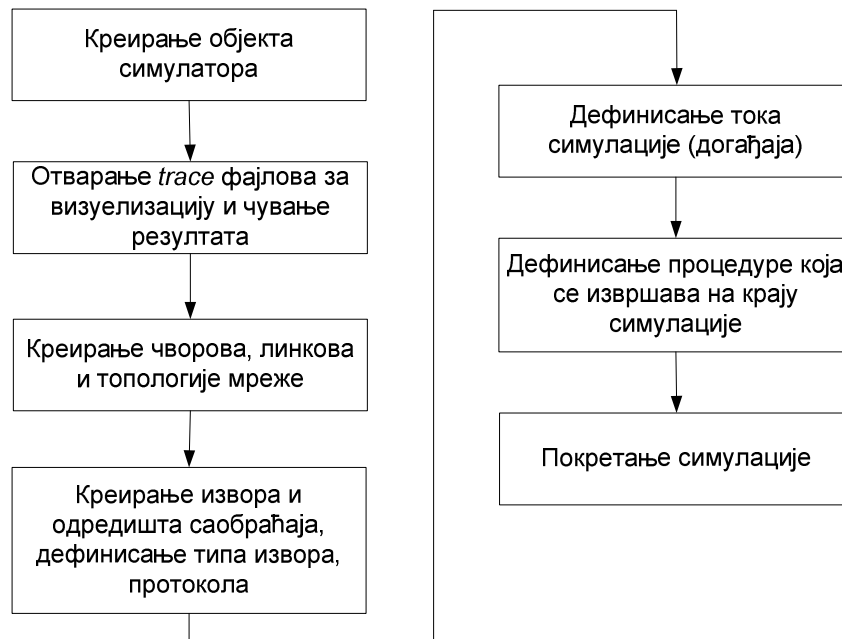 Креирање објекта
симулатора
Отварање trace фајлова за
визуелизацију и чување
резултата
Креирање чворова, линкова
и топологије мреже
Креирање извора и
одредишта саобраћаја,
дефинисање типа извора,
протокола
Дефинисање тока
симулације (догађаја)
Дефинисање процедуре која
се извршава на крају
симулације
Покретање симулације